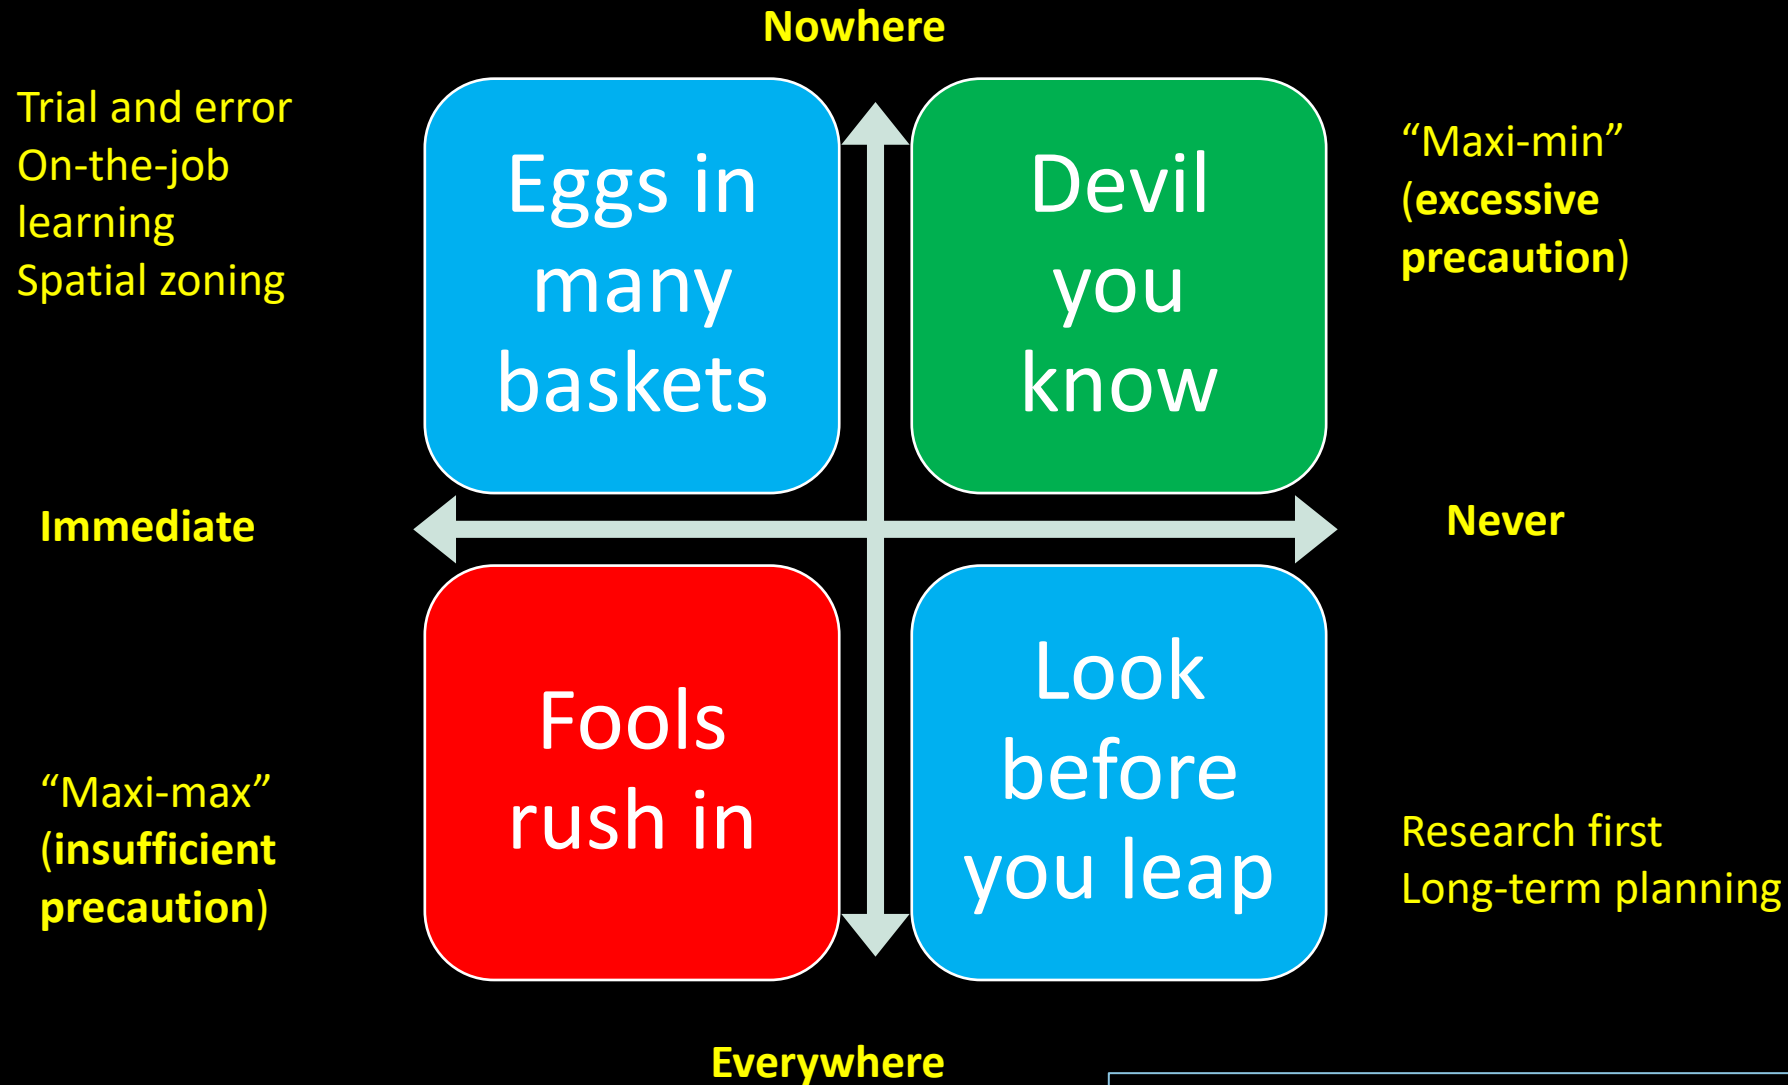 Nowhere
Trial and error
On-the-job
learning
Spatial zoning
Eggs in
many
baskets
Devil
you
know
“Maxi-min”
(excessive
precaution)
Immediate
Never
“Maxi-max”
(insufficient
precaution)
Fools
rush in
Look
before
you leap
Research first
Long-term planning
Everywhere